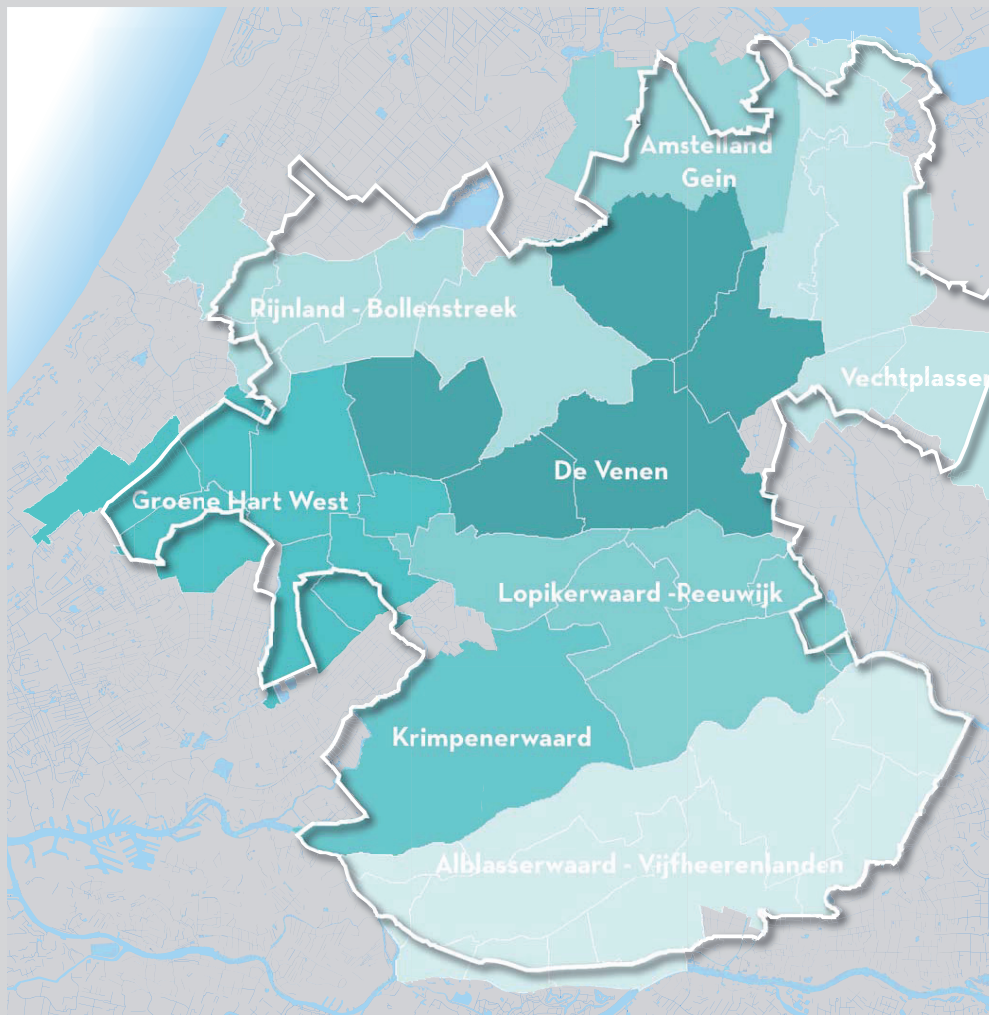 Amstelland
Gein
Rijnland - Bollenstreek
Vechtplassen
De Venen
Groene Hart West
Lopikerwaard -Reeuwijk
Krimpenerwaard
Alblasserwaard - Vijfheerenlanden